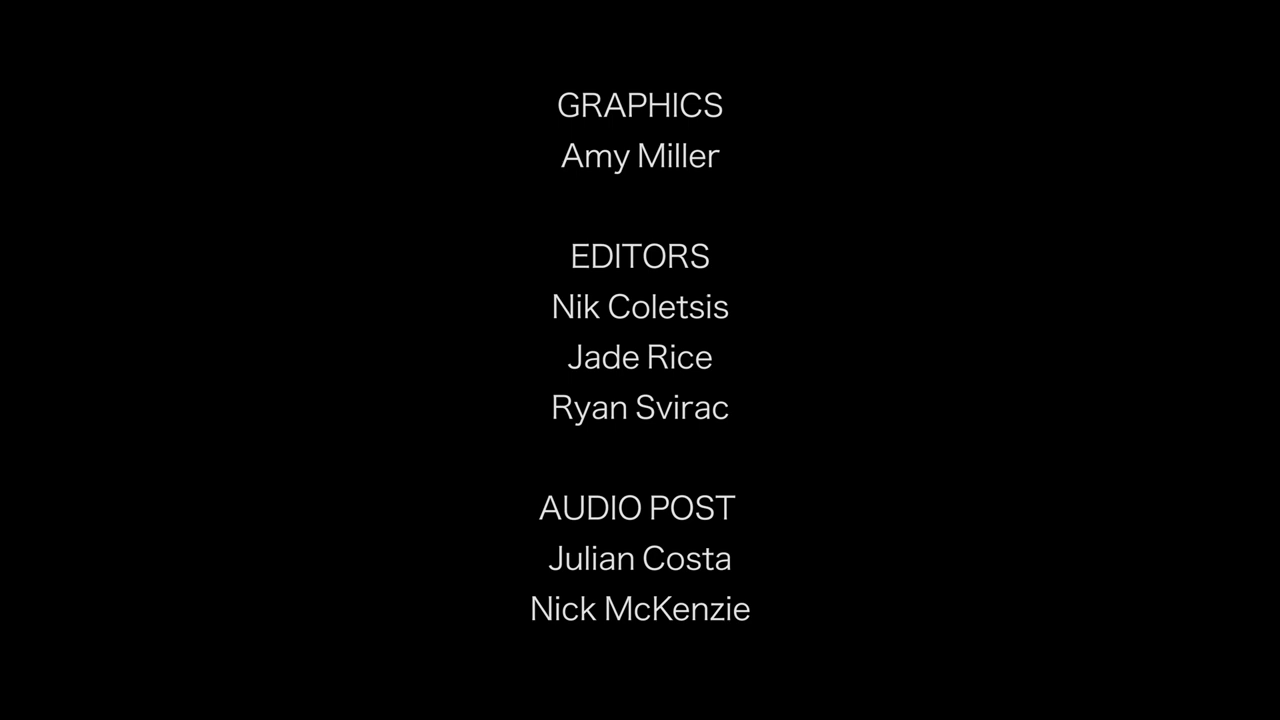 GRAPHICS
Amy Miller
EDITORS
Nik Coletsis
Jade Rice
Ryan Svirac
AUDIO POST
Julian Costa
Nick McKenzie